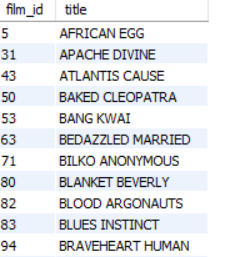 film_id title
5 AFRICAN EGG
31 APACHE DIVINE
43 ATLANTIS CAUSE
50 BAKED CLEOPATRA
53 BANG KWAI
63 BEDAZZLED MARRIED
71 BILKO ANONYMOUS
80 BLANKET BEVERLY
82 BLOOD ARGONAUTS
83 BLUES INSTINCT
94 BRAVEHEART HUMAN